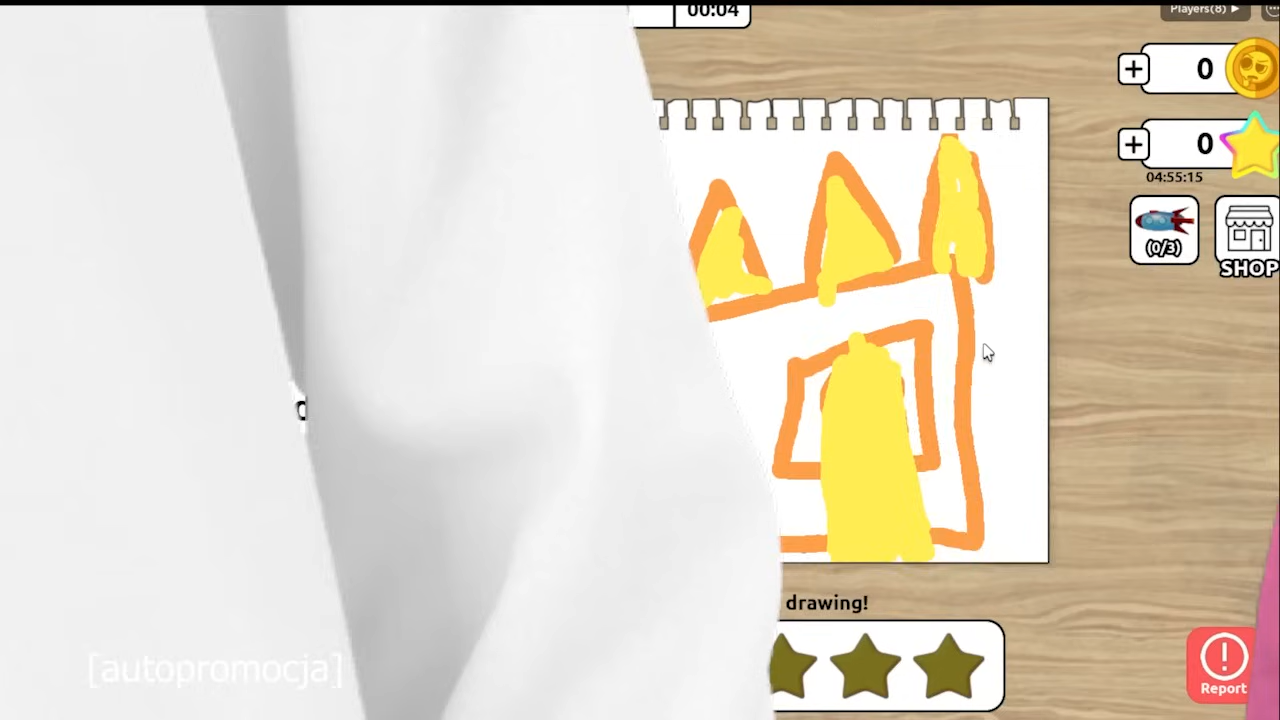 00:04
Players(8) ►
0
0
04:55:15
(0/3)
SHOP
drawing!
[autopromocja]
Report